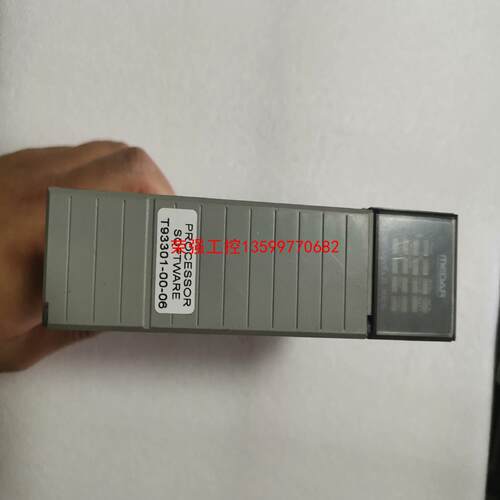 PROCESSOR
SOFTWARE
T93301-00-06
荣强工控13599770682
MEDAR